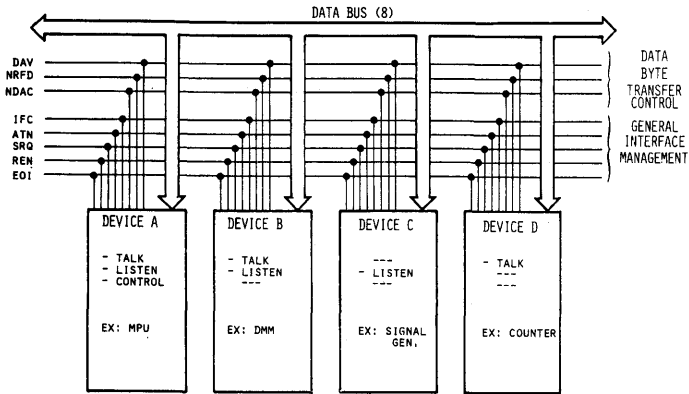 DATA BUS (8)
DAV
NRFD
NDAC
IFC
ATN
SRQ
REN
EOI
DATA
BYTE
TRANSFER
CONTROL
GENERAL
INTERFACE
MANAGEMENT
DEVICE A
- TALK
- LISTEN
- CONTROL
EX: MPU
DEVICE B
- TALK
- LISTEN
---
EX: DMM
DEVICE C
---
- LISTEN
---
EX: SIGNAL
GEN.
DEVICE D
- TALK
---
---
EX: COUNTER